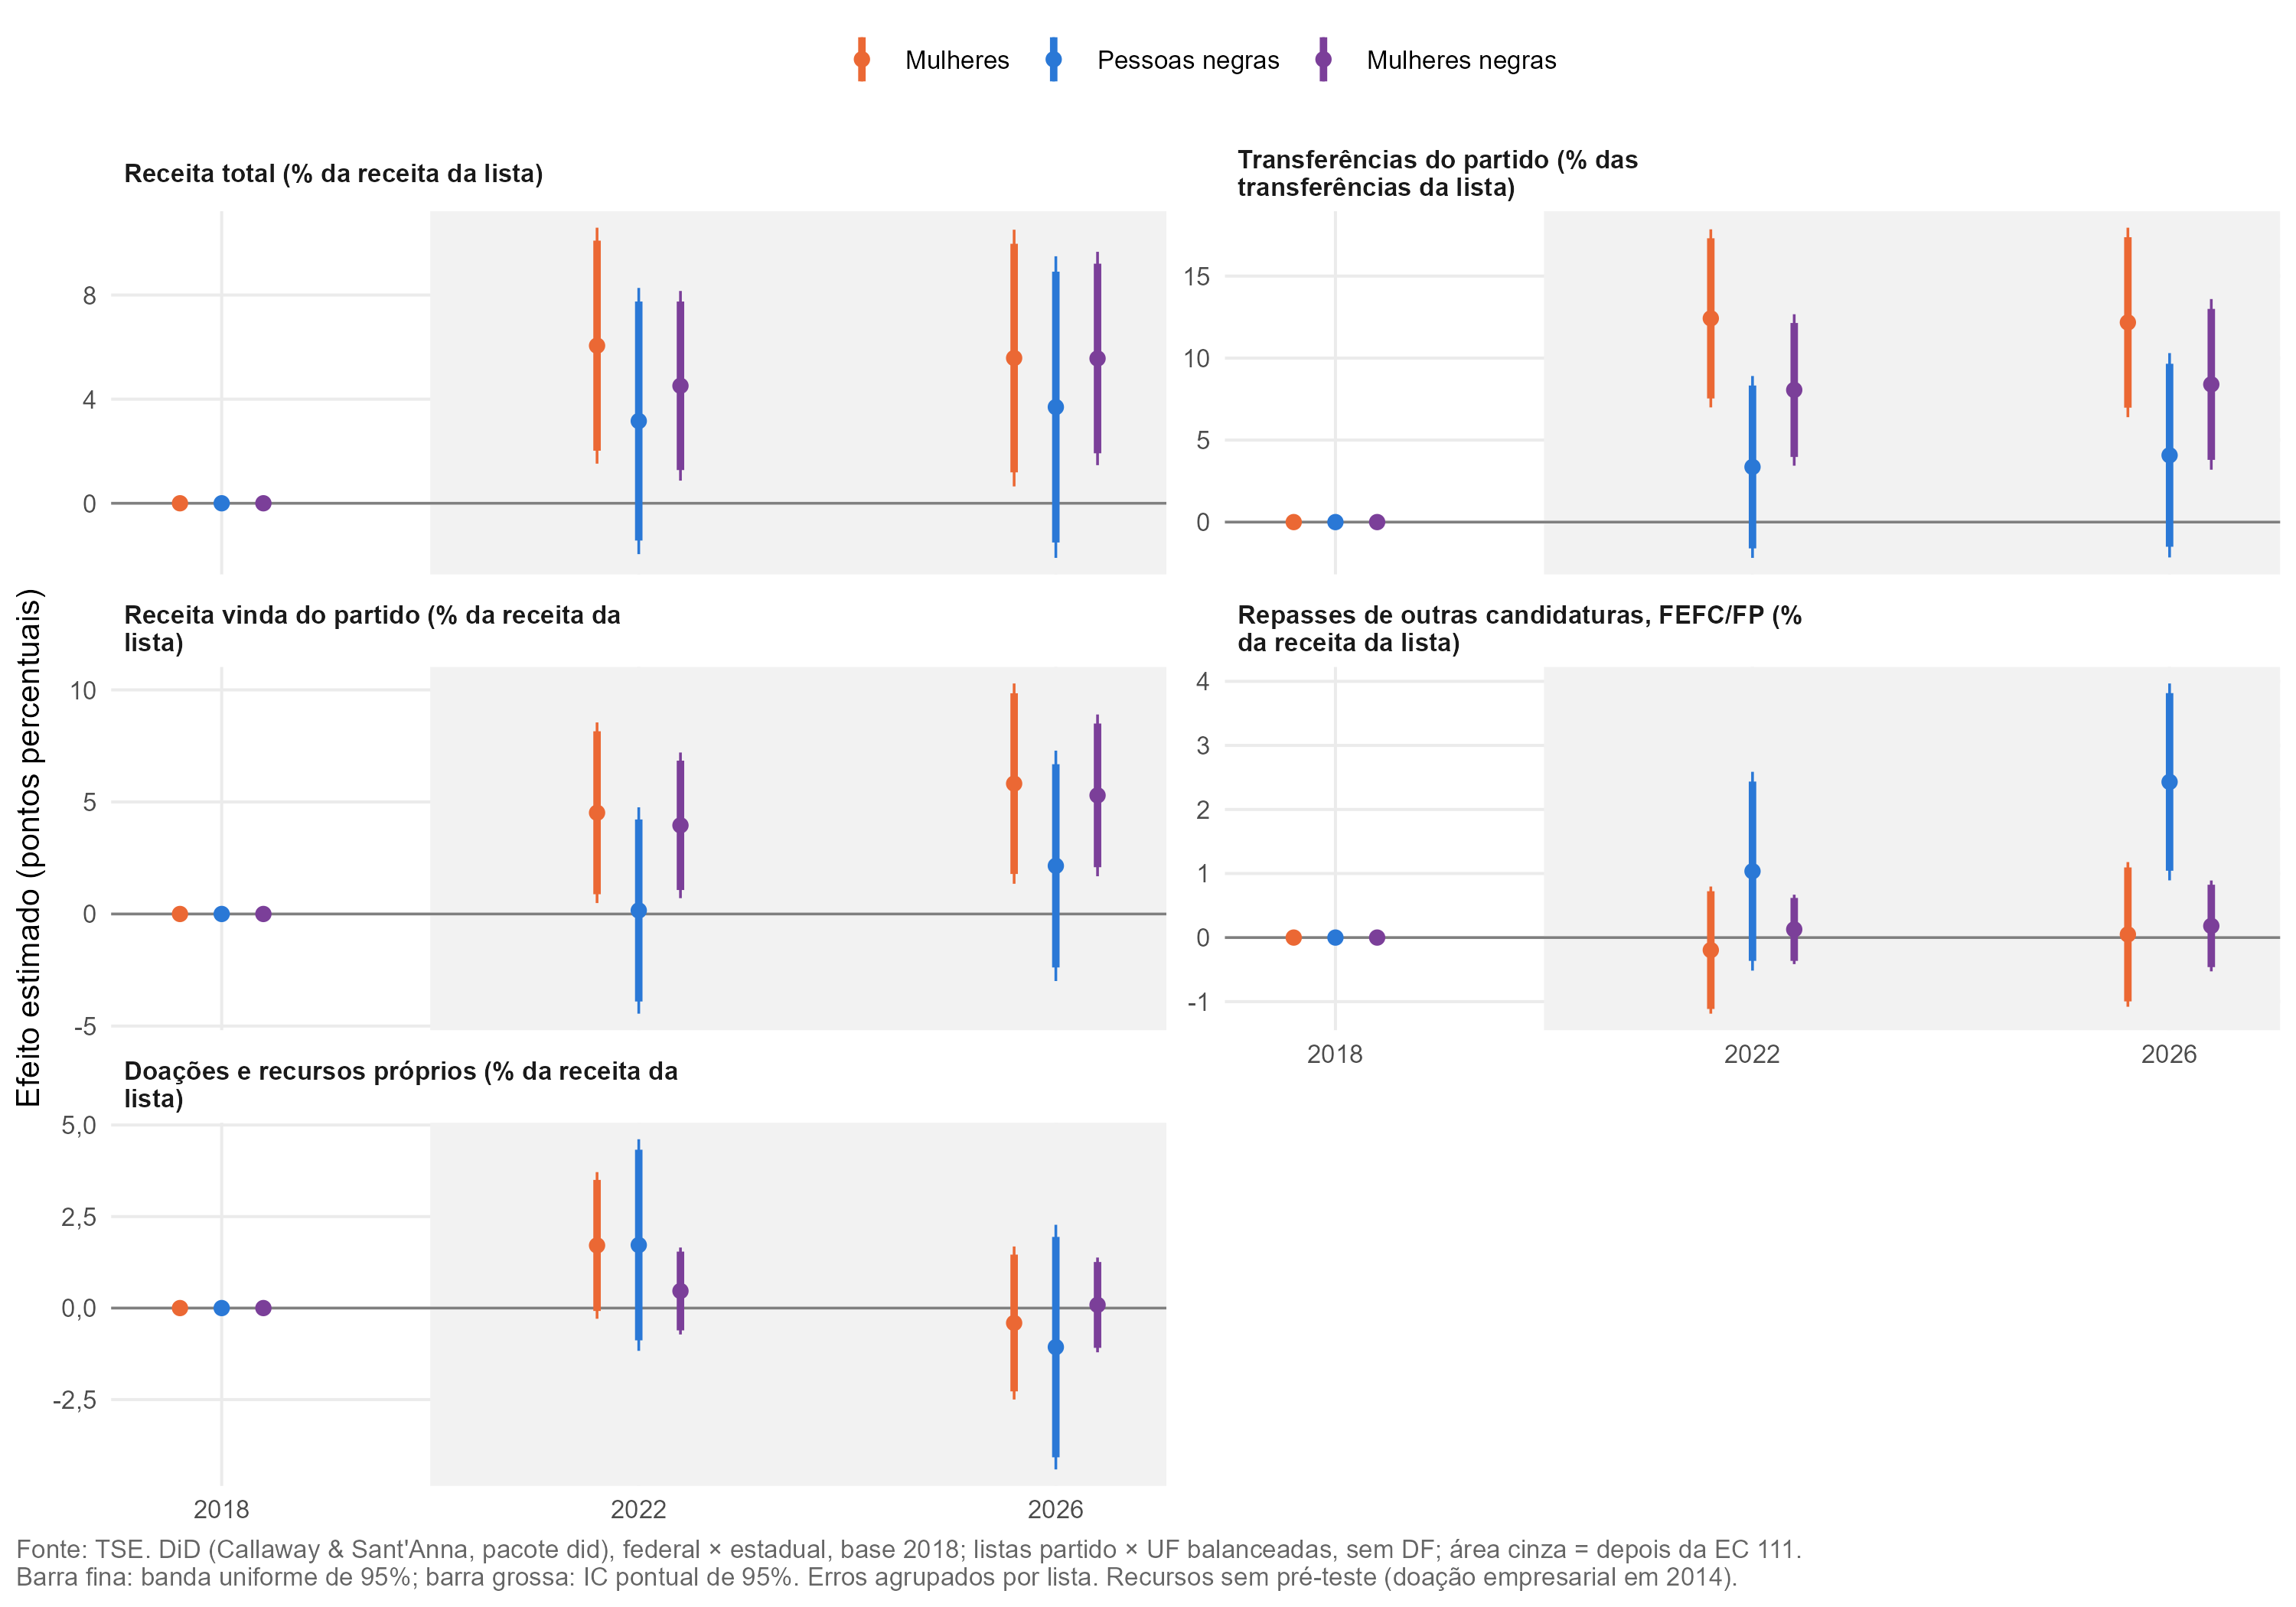 Mulheres
Pessoas negras
Mulheres negras
Receita total (% da receita da lista)
8
4
0
Transferências do partido (% das
transferências da lista)
15
10
5
0
Efeito estimado (pontos percentuais)
Receita vinda do partido (% da receita da
lista)
10
5
0
-5
Repasses de outras candidaturas, FEFC/FP (%
da receita da lista)
4
3
2
1
0
-1
2018
2022
2026
Doações e recursos próprios (% da receita da
lista)
5,0
2,5
0,0
-2,5
2018
2022
2026
Fonte: TSE. DiD (Callaway & Sant'Anna, pacote did), federal × estadual, base 2018; listas partido × UF balanceadas, sem DF; área cinza = depois da EC 111.
Barra fina: banda uniforme de 95%; barra grossa: IC pontual de 95%. Erros agrupados por lista. Recursos sem pré-teste (doação empresarial em 2014).